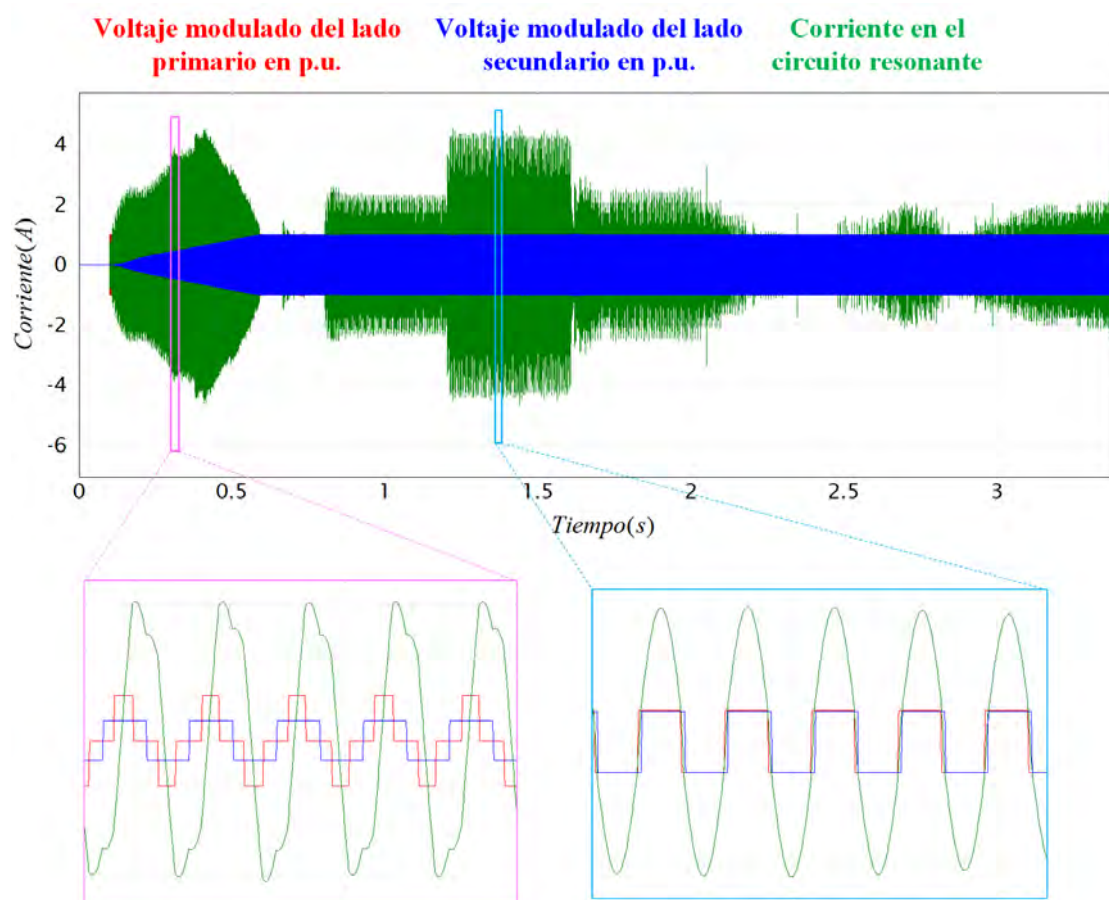 Voltaje modulado del lado
primario en p.u.
Voltaje modulado del lado
secundario en p.u.
Corriente en el
circuito resonante
Corriente(A)
4
2
0
-2
-4
-6
0
0.5
1
1.5
2
2.5
3
Tiempo(s)